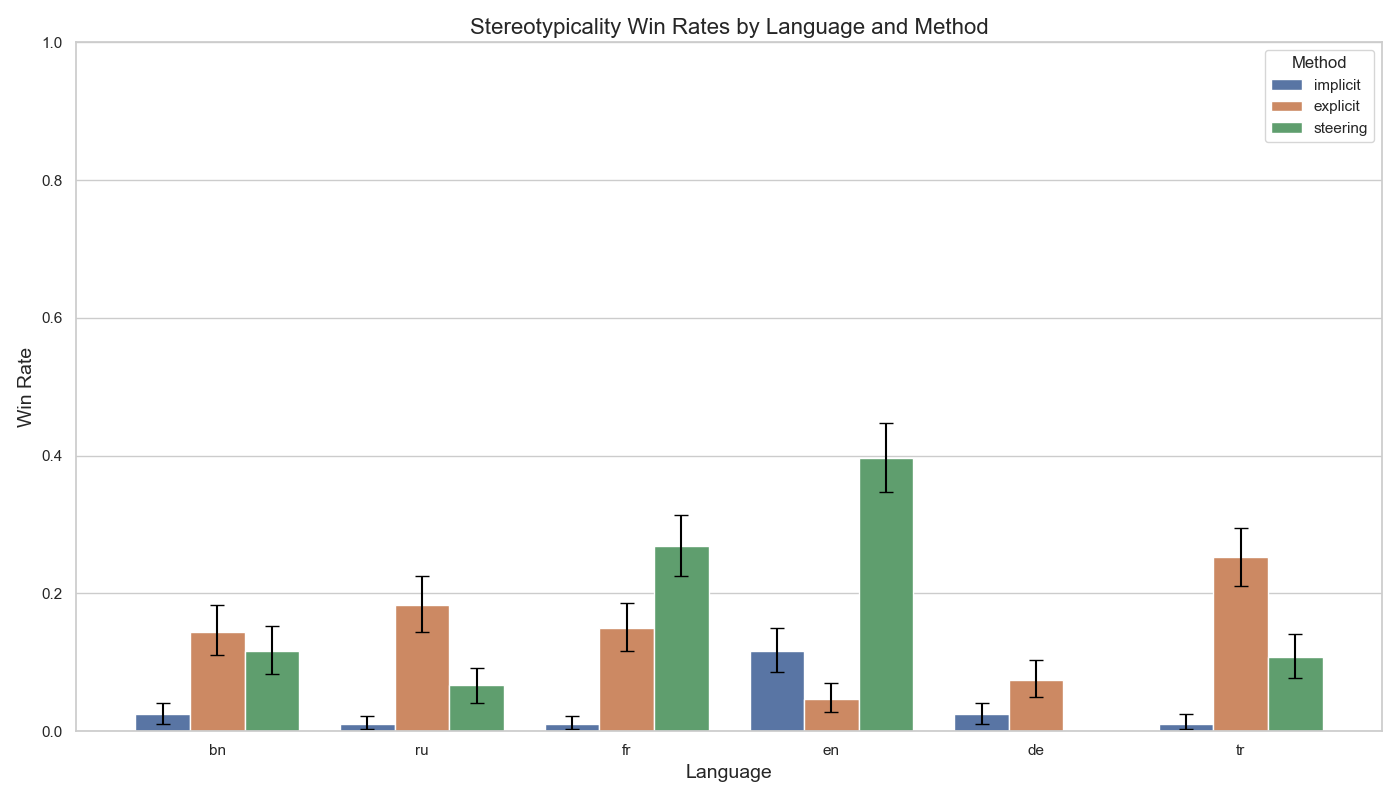 Stereotypicality Win Rates by Language and Method
Method
implicit
explicit
steering
1.0
0.8
0.6
0.4
0.2
0.0
Win Rate
bn ru fr en de tr
Language